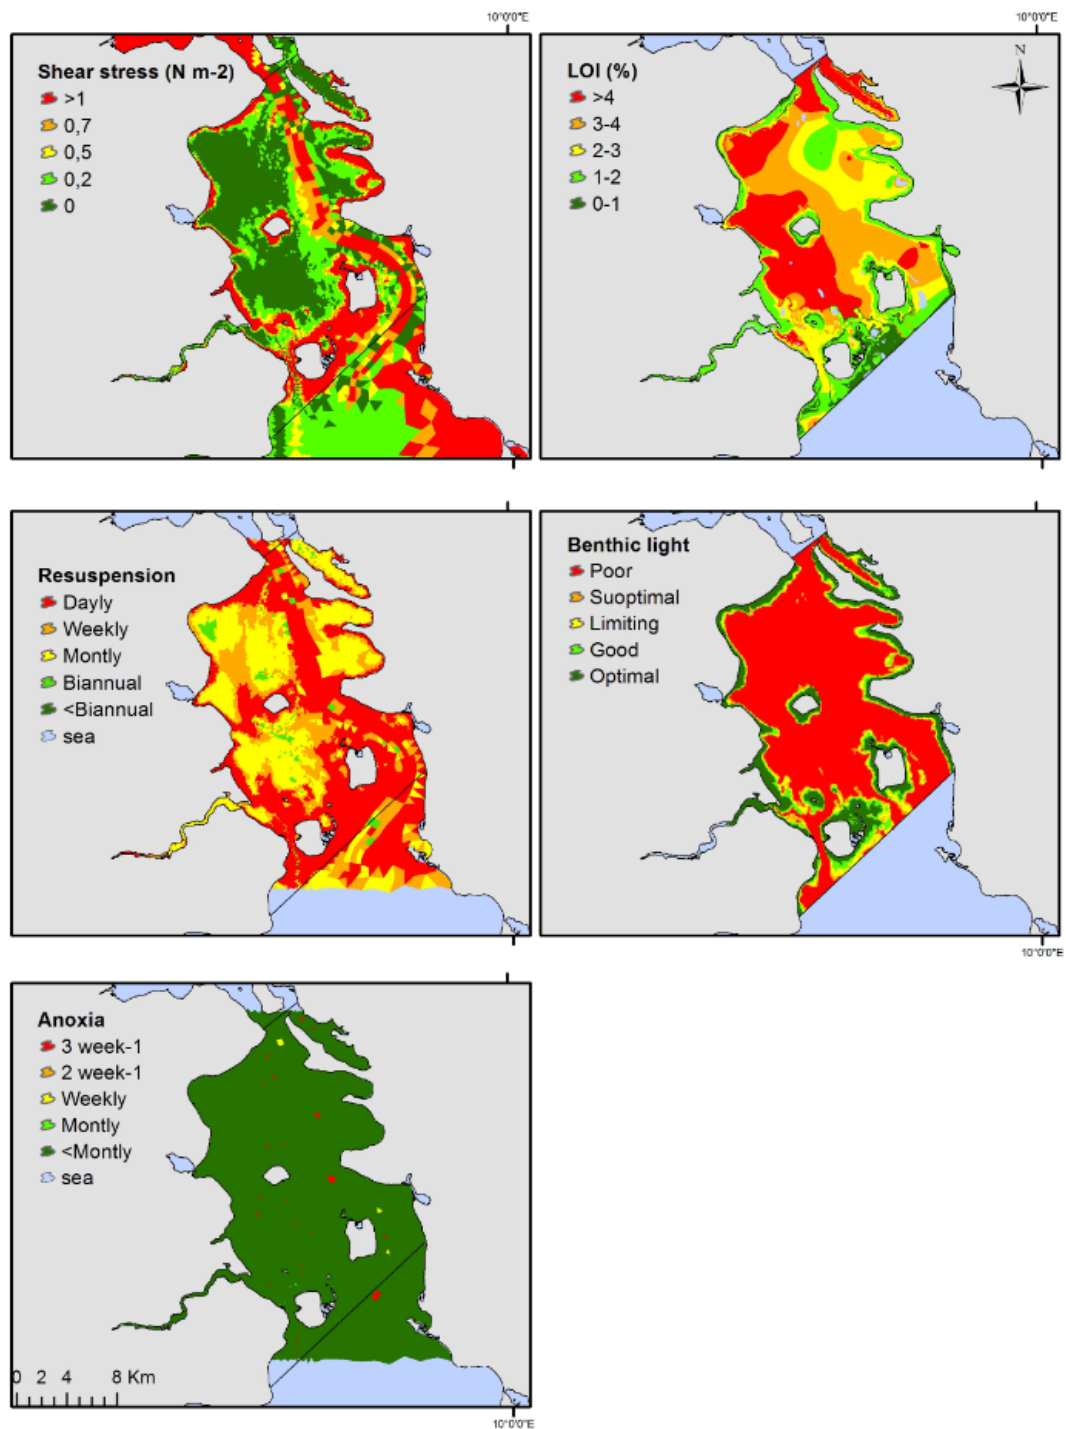 10°0'0"E
10°0'0"E
Shear stress (N m-2)
>1
0,7
0,5
0,2
0
LOI (%)
>4
3-4
2-3
1-2
0-1
N
Resuspension
Dayly
Weekly
Montly
Biannual
<Biannual
sea
Benthic light
Poor
Suoptimal
Limiting
Good
Optimal
10°0'0"E
Anoxia
3 week-1
2 week-1
Weekly
Montly
<Montly
sea
0 2 4 8 Km
10°0'0"E